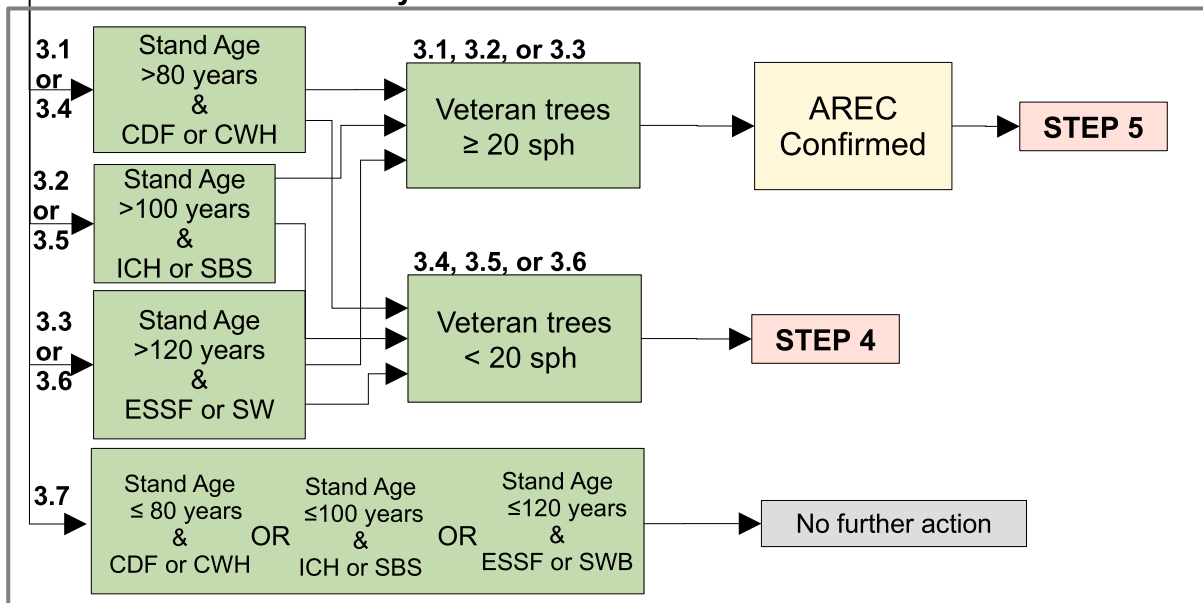 3.1
or
3.4
Stand Age
>80 years
&
CDF or CWH
3.1, 3.2, or 3.3
Veteran trees
≥ 20 sph
AREC
Confirmed
STEP 5
3.2
or
3.5
Stand Age
>100 years
&
ICH or SBS
3.4, 3.5, or 3.6
Veteran trees
< 20 sph
STEP 4
3.3
or
3.6
Stand Age
>120 years
&
ESSF or SW
3.7
Stand Age
≤ 80 years
&
CDF or CWH
OR
Stand Age
≤100 years
&
ICH or SBS
OR
Stand Age
≤120 years
&
ESSF or SWB
No further action